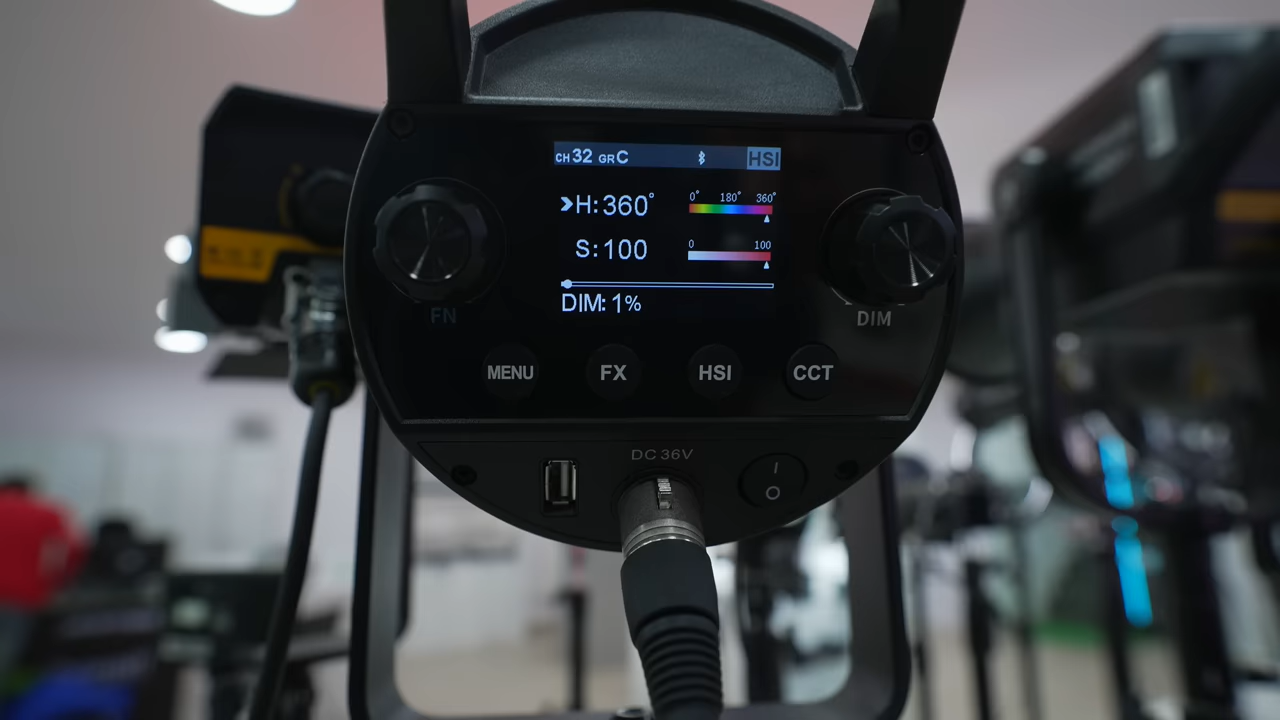 CH 32 GR C HSI
H: 360° 0° 180° 360°
S: 100 0 100
DIM: 1%
FN DIM
MENU FX HSI CCT
DC 36V
I
O